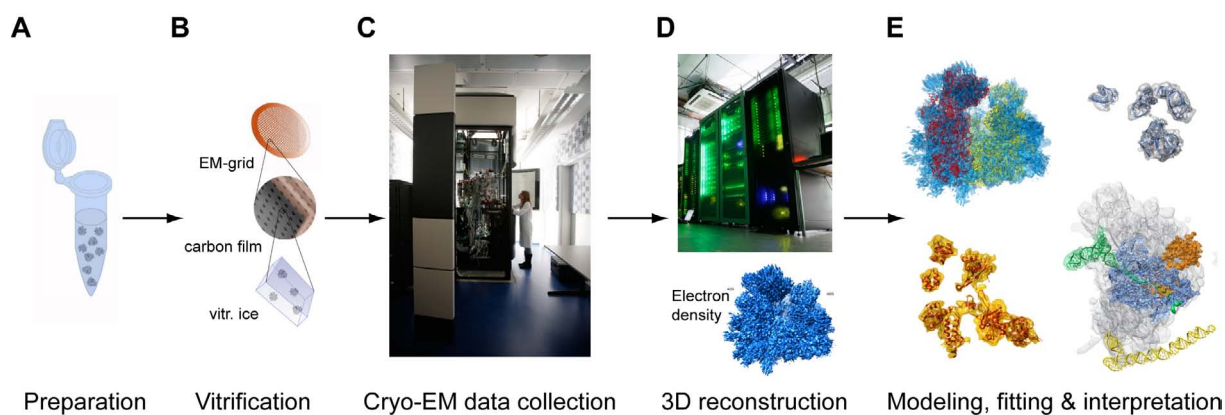 A
B
C
D
E
EM-grid
carbon film
vitr. ice
Electron
density
Preparation
Vitrification
Cryo-EM data collection
3D reconstruction
Modeling, fitting & interpretation